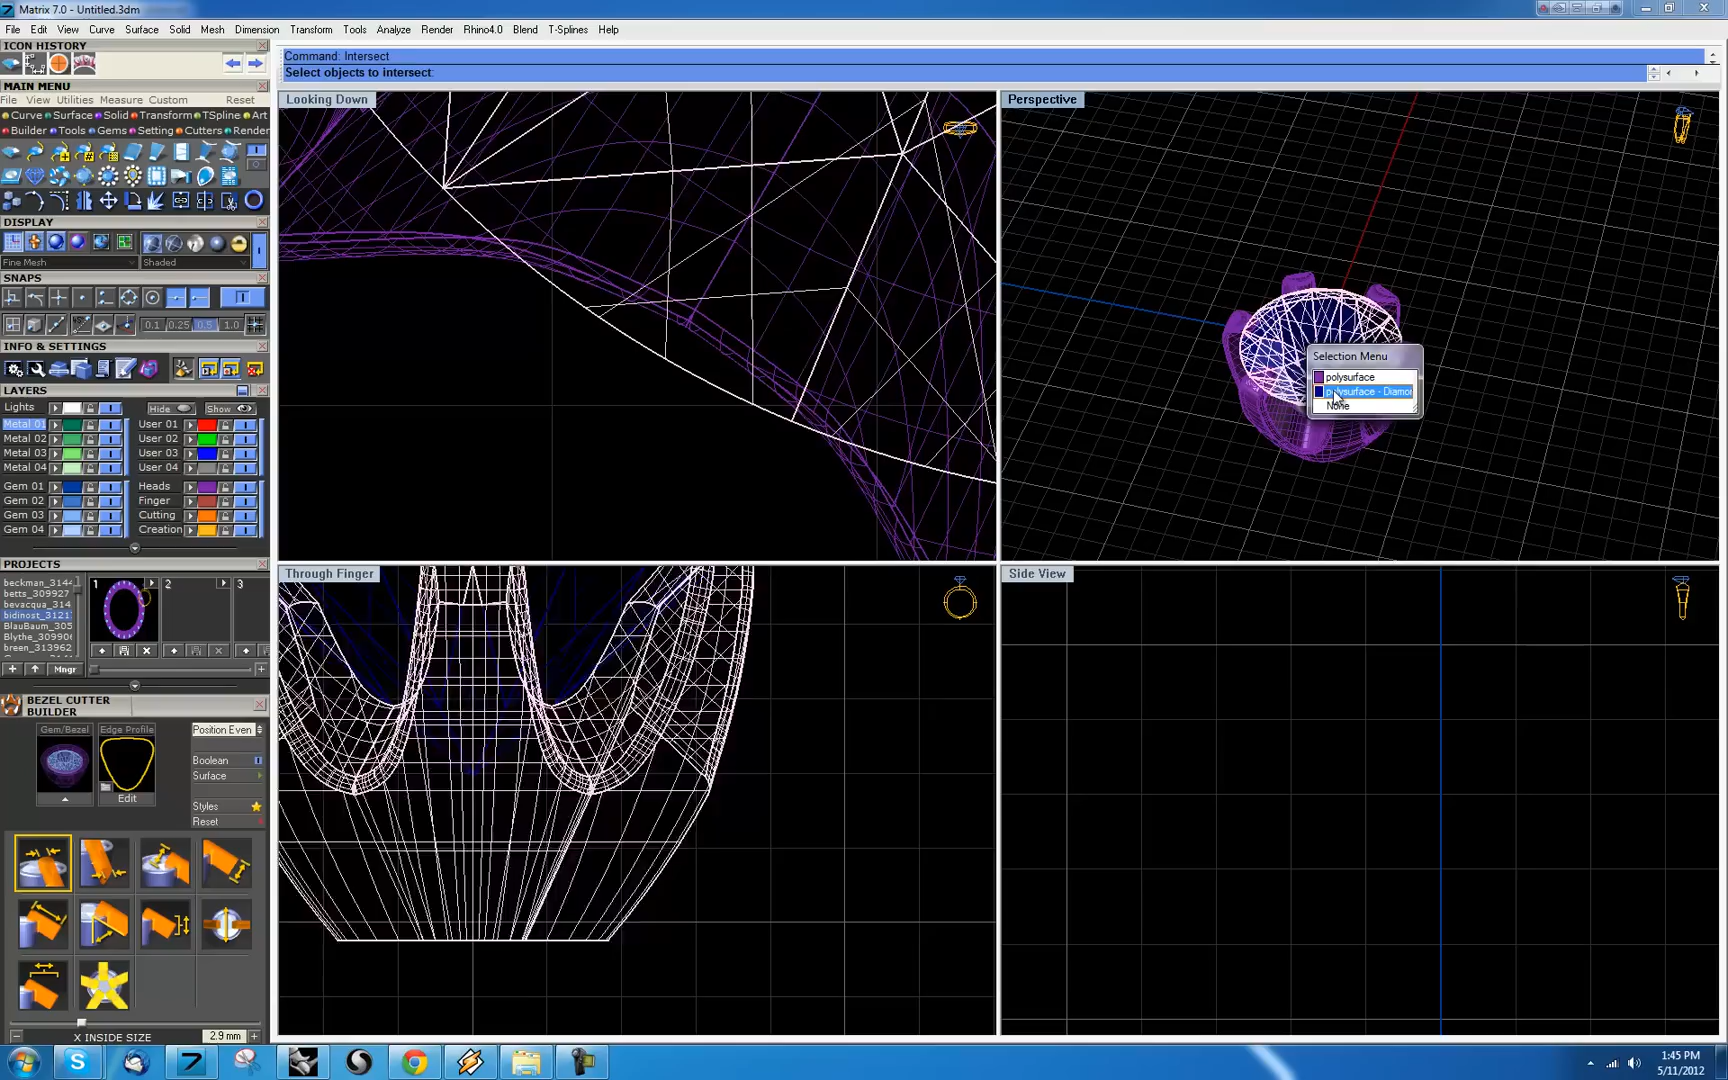 Matrix 7.0 - Untitled.3dm
File Edit View Curve Surface Solid Mesh Dimension Transform Tools Analyze Render Rhino4.0 Blend T-Splines Help
ICON HISTORY
Command: Intersect
Select objects to intersect:
MAIN MENU
File View Utilities Measure Custom Reset
Curve Surface Solid Transform TSpline Art
Builder Tools Gems Setting Cutters Render
DISPLAY
Fine Mesh Shaded
SNAPS
0.1 0.25 0.5 1.0
INFO & SETTINGS
LAYERS
Lights Hide Show
Metal 01 User 01
Metal 02 User 02
Metal 03 User 03
Metal 04 User 04
Gem 01 Heads
Gem 02 Finger
Gem 03 Cutting
Gem 04 Creation
PROJECTS
beckman_3144
betts_309927
bevacqua_314
bidinost_3121
BlauBaum_305
Blythe_309906
breen_313962
1 2 3
Mngr
BEZEL CUTTER
BUILDER
Gem/Bezel Edge Profile Position Even
Boolean
Surface
Edit
Styles
Reset
X INSIDE SIZE 2.9 mm
Looking Down
Perspective
Selection Menu
polysurface
polysurface - Diamon
None
Through Finger
Side View
1:45 PM
5/11/2012